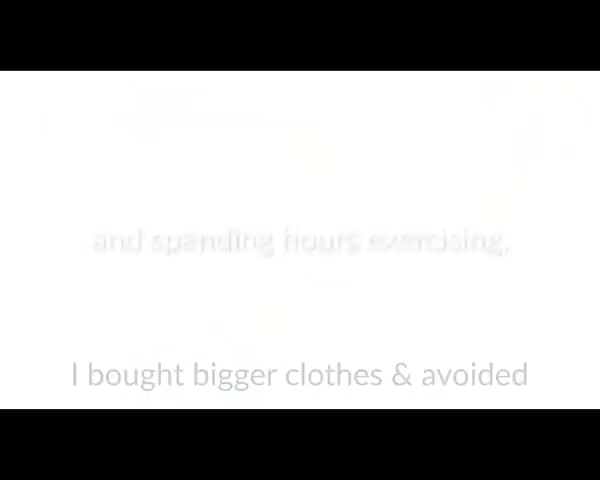 and spending hours exercising,
I bought bigger clothes & avoided